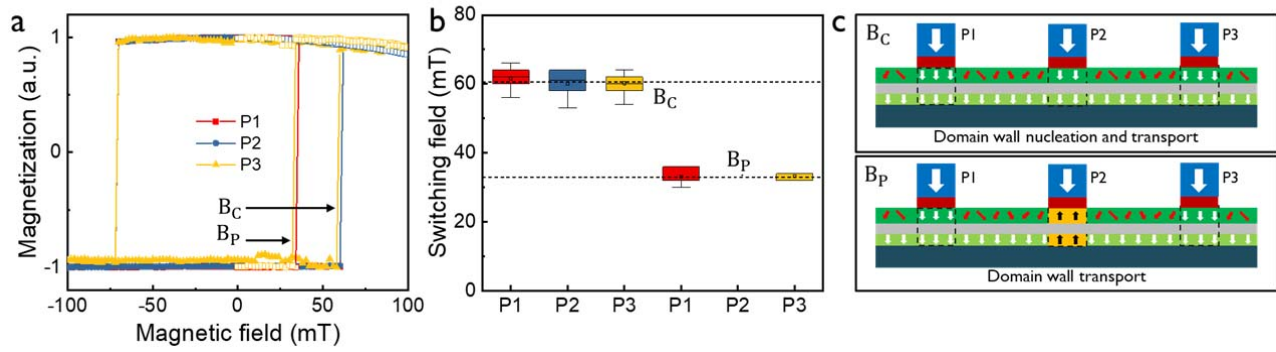 a
Magnetization (a.u.)
1
0
-1
P1
P2
P3
B_C
B_P
-100 -50 0 50 100
Magnetic field (mT)
b
Switching field (mT)
80
60
40
20
0
B_C
B_P
P1 P2 P3 P1 P2 P3
c
B_C P1 P2 P3
Domain wall nucleation and transport
B_P P1 P2 P3
Domain wall transport